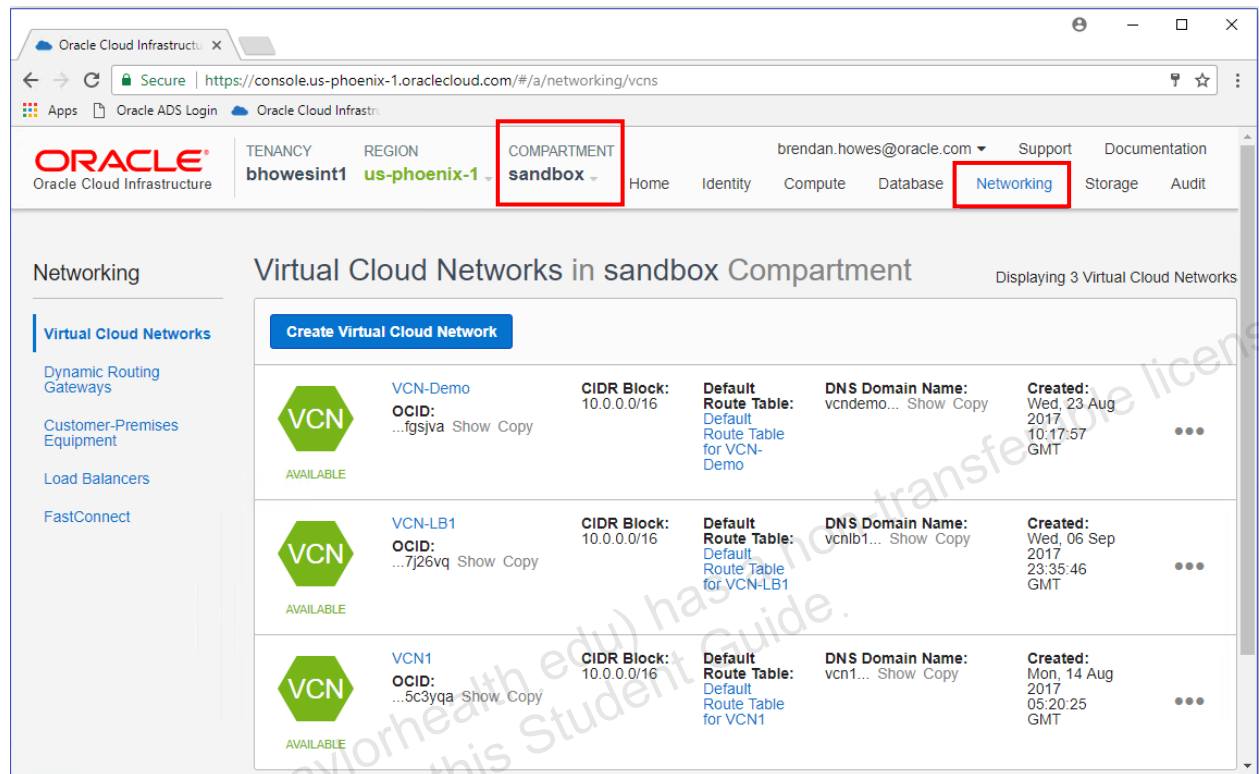 Oracle Cloud Infrastructu
Secure | https://console.us-phoenix-1.oraclecloud.com/#/a/networking/vcns
Apps Oracle ADS Login Oracle Cloud Infrastr
ORACLE
Oracle Cloud Infrastructure
TENANCY REGION COMPARTMENT
bhowesint1 us-phoenix-1 sandbox
brendan.howes@oracle.com Support Documentation
Home Identity Compute Database Networking Storage Audit
Networking
Virtual Cloud Networks
Dynamic Routing
Gateways
Customer-Premises
Equipment
Load Balancers
FastConnect
Virtual Cloud Networks in sandbox Compartment
Displaying 3 Virtual Cloud Networks
Create Virtual Cloud Network
VCN
AVAILABLE
VCN-Demo
OCID:
...fgsjva Show Copy
CIDR Block:
10.0.0.0/16
Default
Route Table:
Default
Route Table
for VCN-
Demo
DNS Domain Name:
vcndemo... Show Copy
Created:
Wed, 23 Aug
2017
10:17:57
GMT
VCN
AVAILABLE
VCN-LB1
OCID:
...7j26vq Show Copy
CIDR Block:
10.0.0.0/16
Default
Route Table:
Default
Route Table
for VCN-LB1
DNS Domain Name:
vcnlb1... Show Copy
Created:
Wed, 06 Sep
2017
23:35:46
GMT
VCN
AVAILABLE
VCN1
OCID:
...5c3yqa Show Copy
CIDR Block:
10.0.0.0/16
Default
Route Table:
Default
Route Table
for VCN1
DNS Domain Name:
vcn1... Show Copy
Created:
Mon, 14 Aug
2017
05:20:25
GMT
aylorhealth edu) has a non-transferable licens
this Student Guide.